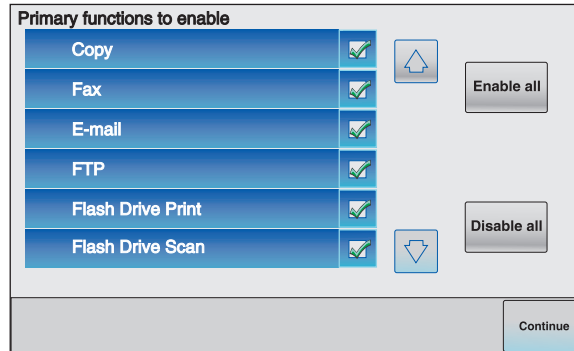 Primary functions to enable
Copy
Fax
Enable all
E-mail
FTP
Flash Drive Print
Disable all
Flash Drive Scan
Continue